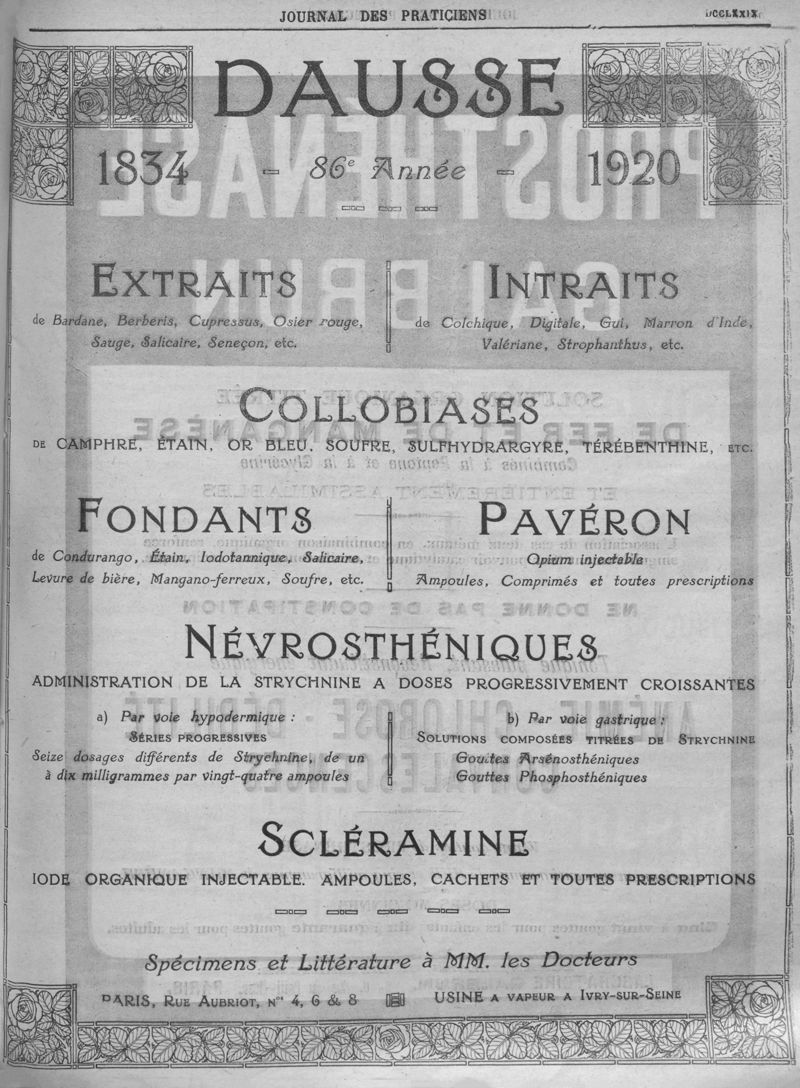 JOURNAL DES PRATICIENS
DAUSSE
1834 - 86e Année - 1920
EXTRAITS
de Bardane, Berberis, Cupressus, Osier rouge,
Sauge, Salicaire, Seneçon, etc.
INTRAITS
de Colchique, Digitale, Gui, Marron d'Inde,
Valériane, Strophanthus, etc.
COLLOBIASES
DE CAMPHRE, ÉTAIN, OR BLEU, SOUFRE, SULFHYDRARGYRE, TÉRÉBENTHINE, ETC.
FONDANTS
de Condurango, Étain, Iodotannique, Salicaire,
Levure de bière, Mangano-ferreux, Soufre, etc.
PAVÉRON
Opium injectable
Ampoules, Comprimés et toutes prescriptions
NÉVROSTHÉNIQUES
ADMINISTRATION DE LA STRYCHNINE A DOSES PROGRESSIVEMENT CROISSANTES
a) Par voie hypodermique :
SÉRIES PROGRESSIVES
Seize dosages différents de Strychnine, de un
à dix milligrammes par vingt-quatre ampoules
b) Par voie gastrique :
SOLUTIONS COMPOSÉES TITRÉES DE STRYCHNINE
Gouttes Arsénosthéniques
Gouttes Phosphosthéniques
SCLÉRAMINE
IODE ORGANIQUE INJECTABLE. AMPOULES, CACHETS ET TOUTES PRESCRIPTIONS
Spécimens et Littérature à MM. les Docteurs
PARIS, RUE AUBRIOT, Nos 4, 6 & 8 USINE A VAPEUR A IVRY-SUR-SEINE